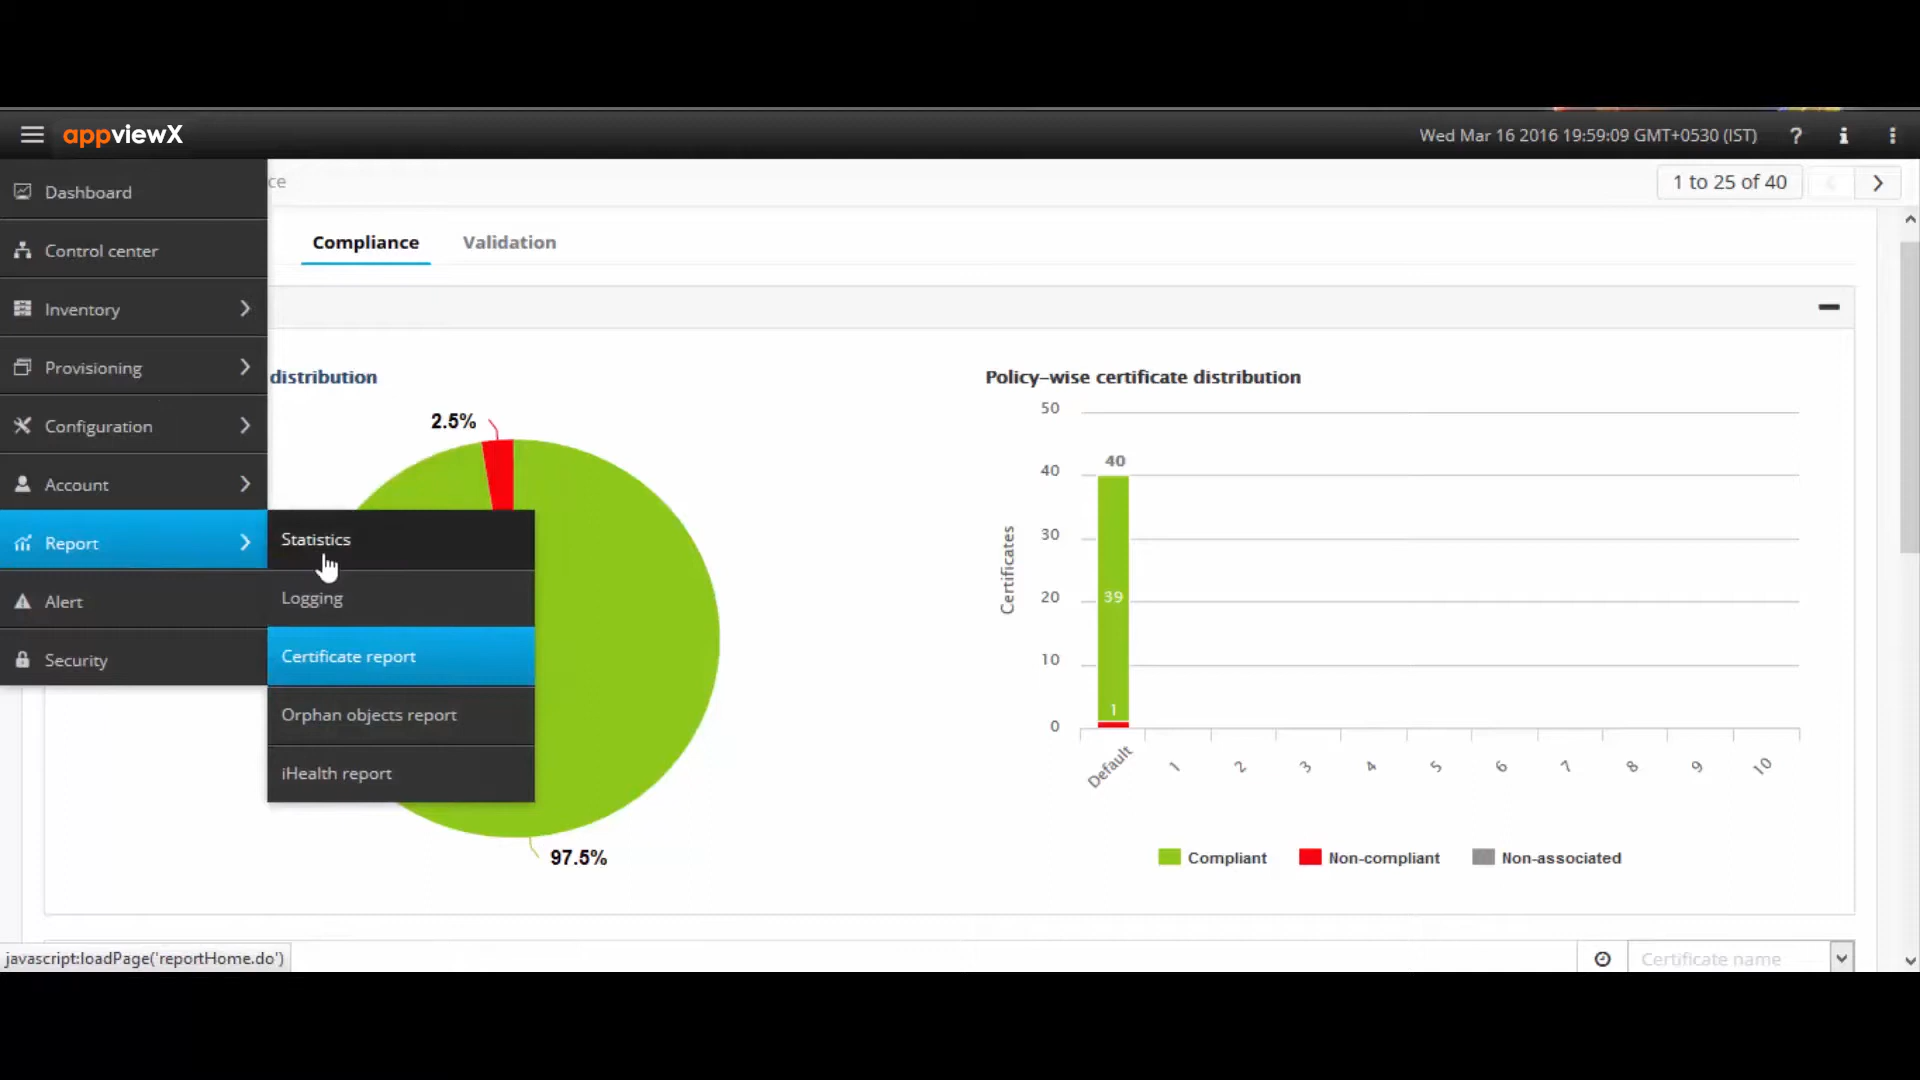 appviewX
Wed Mar 16 2016 19:59:09 GMT+0530 (IST)
?
i
Dashboard
ce
1 to 25 of 40
Control center
Compliance
Validation
Inventory
Provisioning
distribution
Policy-wise certificate distribution
Configuration
Account
Report
Alert
Security
Statistics
Logging
Certificate report
Orphan objects report
iHealth report
2.5%
97.5%
Certificates
50
40
30
20
10
0
40
39
1
Default
1
2
3
4
5
6
7
8
9
10
Compliant
Non-compliant
Non-associated
javascript:loadPage('reportHome.do')
Certificate name